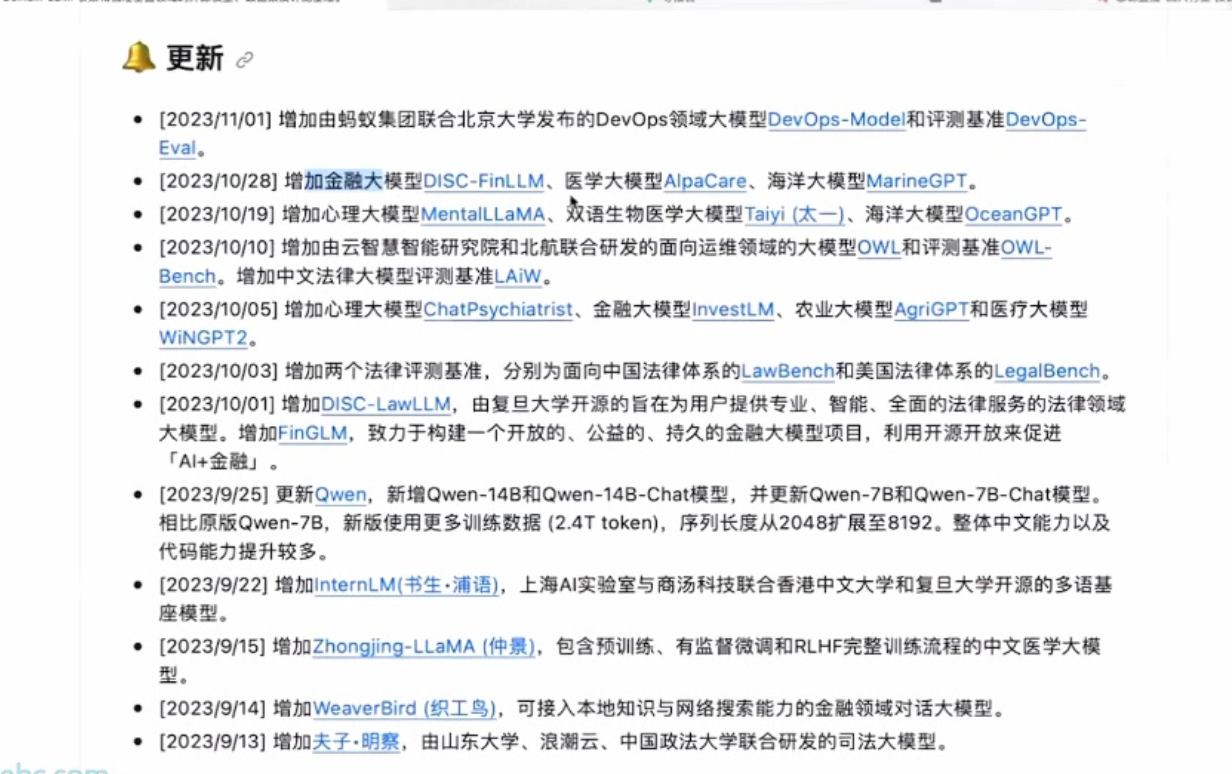 更新
[2023/11/01] 增加由蚂蚁集团联合北京大学发布的DevOps领域大模型DevOps-Model和评测基准DevOps-
Eval。
[2023/10/28] 增加金融大模型DISC-FinLLM、医学大模型AlpaCare、海洋大模型MarineGPT。
[2023/10/19] 增加心理大模型MentalLLaMA、双语生物医学大模型Taiyi (太一)、海洋大模型OceanGPT。
[2023/10/10] 增加由云智慧智能研究院和北航联合研发的面向运维领域的大模型OWL和评测基准OWL-
Bench。增加中文法律大模型评测基准LAiW。
[2023/10/05] 增加心理大模型ChatPsychiatrist、金融大模型InvestLM、农业大模型AgriGPT和医疗大模型
WiNGPT2。
[2023/10/03] 增加两个法律评测基准，分别为面向中国法律体系的LawBench和美国法律体系的LegalBench。
[2023/10/01] 增加DISC-LawLLM，由复旦大学开源的旨在为用户提供专业、智能、全面的法律服务的法律领域
大模型。增加FinGLM，致力于构建一个开放的、公益的、持久的金融大模型项目，利用开源开放来促进
「AI+金融」。
[2023/9/25] 更新Qwen，新增Qwen-14B和Qwen-14B-Chat模型，并更新Qwen-7B和Qwen-7B-Chat模型。
相比原版Qwen-7B，新版使用更多训练数据 (2.4T token)，序列长度从2048扩展至8192。整体中文能力以及
代码能力提升较多。
[2023/9/22] 增加InternLM(书生·浦语)，上海AI实验室与商汤科技联合香港中文大学和复旦大学开源的多语基
座模型。
[2023/9/15] 增加Zhongjing-LLaMA (仲景)，包含预训练、有监督微调和RLHF完整训练流程的中文医学大模
型。
[2023/9/14] 增加WeaverBird (织工鸟)，可接入本地知识与网络搜索能力的金融领域对话大模型。
[2023/9/13] 增加夫子·明察，由山东大学、浪潮云、中国政法大学联合研发的司法大模型。